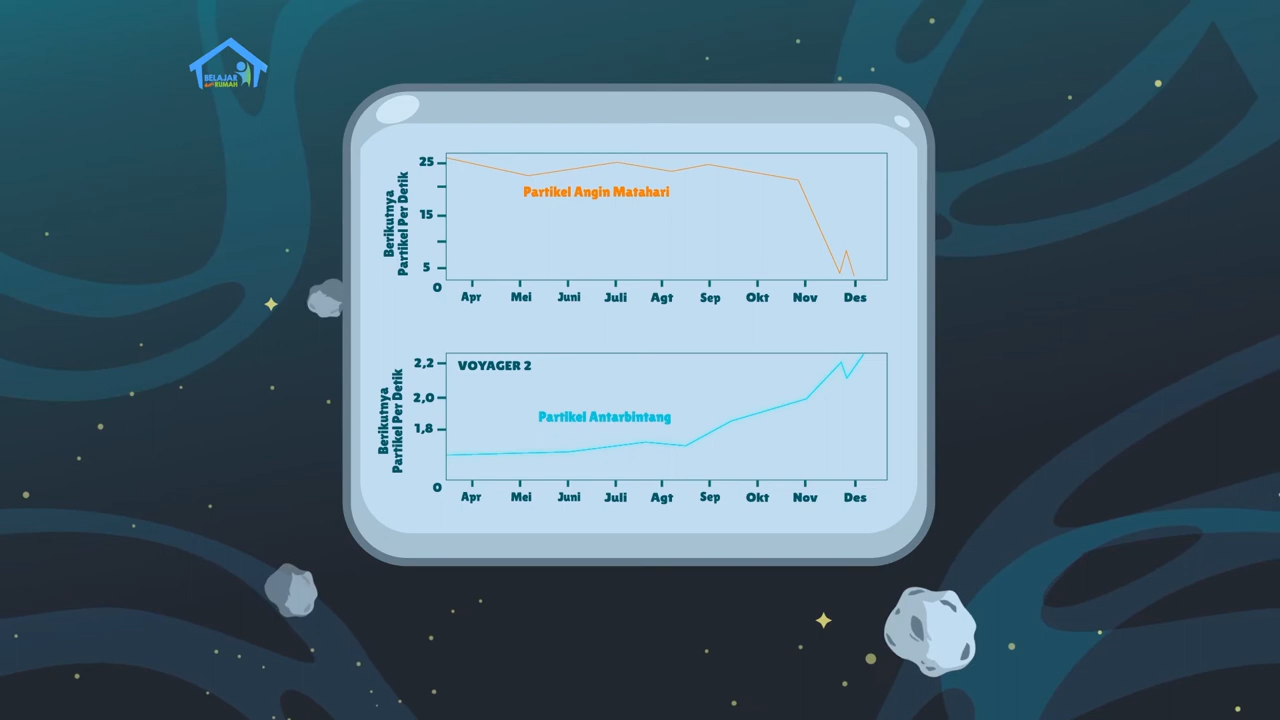 BELAJAR
dari RUMAH
Berikutnya
Partikel Per Detik
25
15
5
0
Partikel Angin Matahari
Apr Mei Juni Juli Agt Sep Okt Nov Des
VOYAGER 2
Berikutnya
Partikel Per Detik
2,2
2,0
1,8
0
Partikel Antarbintang
Apr Mei Juni Juli Agt Sep Okt Nov Des